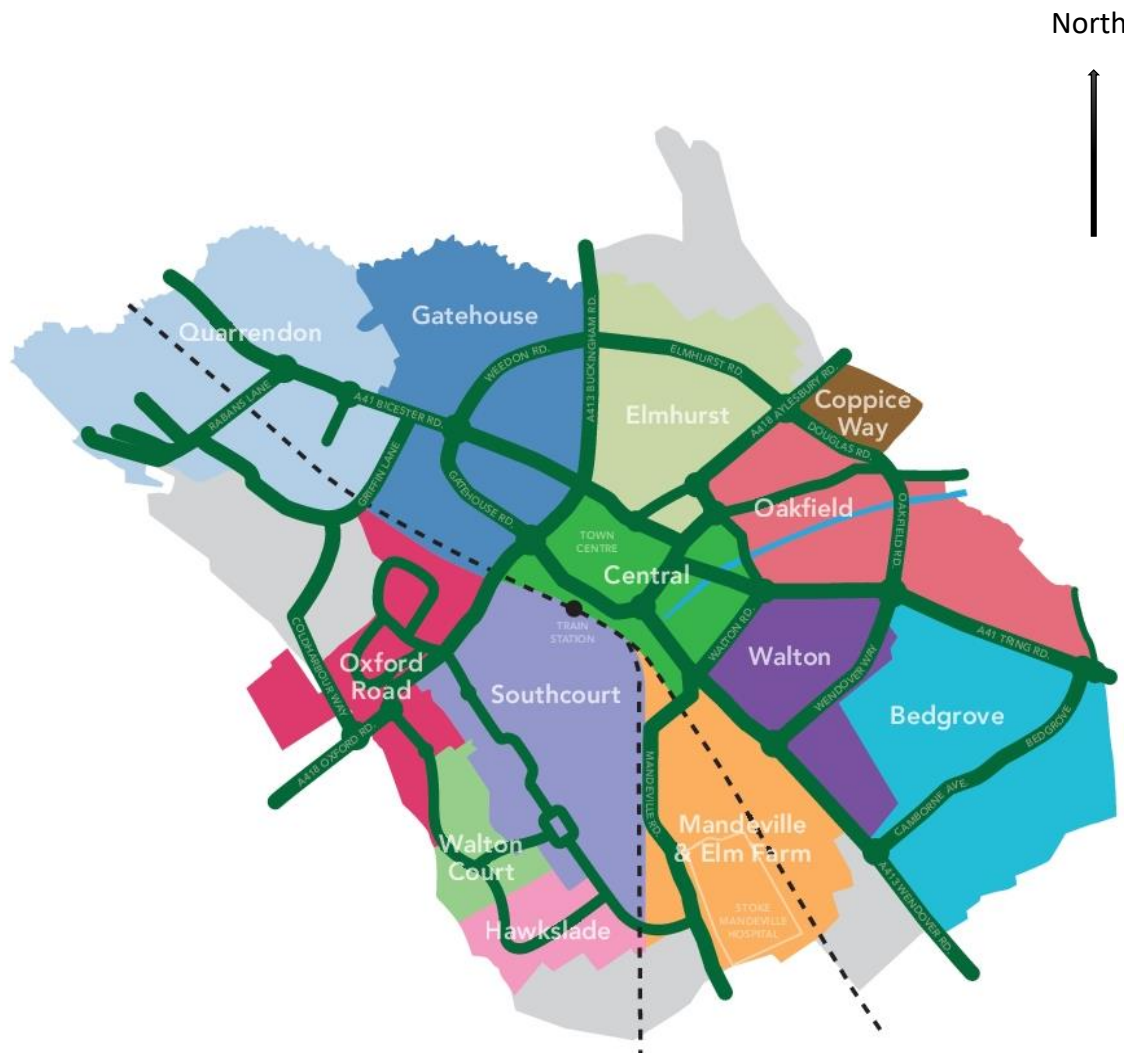 North
Quarrendon
Gatehouse
WEEDON RD.
A413 BUCKINGHAM RD.
ELMHURST RD.
A418 AYLESBURY RD.
Elmhurst
Coppice
Way
DOUGLAS RD.
RABANS LANE
A41 BICESTER RD.
GRIFFIN LANE
GATEHOUSE RD.
TOWN
CENTRE
Central
Oakfield
OAKFIELD RD.
TRAIN
STATION
WALTON RD.
Walton
WENDOVER WAY
A41 TRING RD.
COLDHARBOUR WAY
Oxford
Road
A418 OXFORD RD.
Southcourt
Bedgrove
BEDGROVE
CAMBORNE AVE.
MANDEVILLE RD.
Mandeville
& Elm Farm
Walton
Court
A413 WENDOVER RD.
STOKE
MANDEVILLE
HOSPITAL
Hawkslade